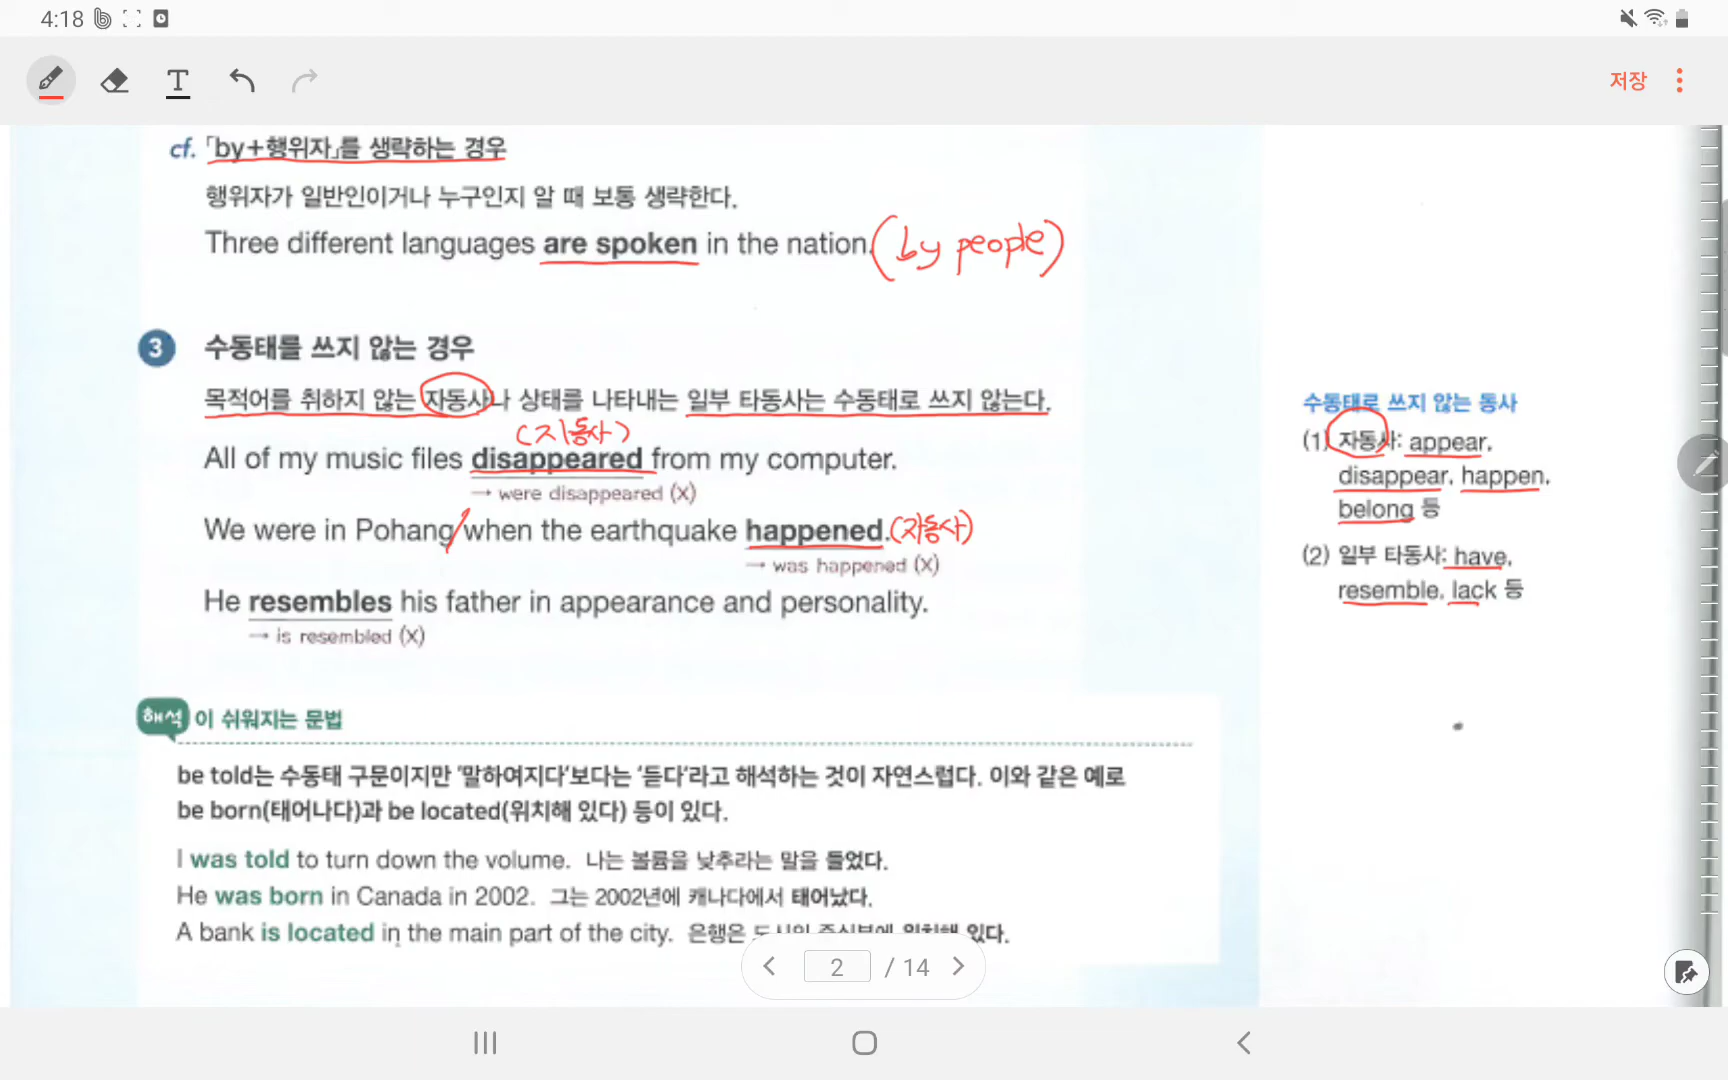 4:18
저장
cf. 「by+행위자」를 생략하는 경우
행위자가 일반인이거나 누구인지 알 때 보통 생략한다.
Three different languages are spoken in the nation. (by people)
3 수동태를 쓰지 않는 경우
목적어를 취하지 않는 자동사나 상태를 나타내는 일부 타동사는 수동태로 쓰지 않는다.
(자동사)
All of my music files disappeared from my computer.
→ were disappeared (X)
We were in Pohang/when the earthquake happened. (자동사)
→ was happened (X)
He resembles his father in appearance and personality.
→ is resembled (X)
수동태로 쓰지 않는 동사
(1) 자동사: appear,
disappear, happen,
belong 등
(2) 일부 타동사: have,
resemble, lack 등
해석 이 쉬워지는 문법
be told는 수동태 구문이지만 ‘말하여지다’보다는 ‘듣다’라고 해석하는 것이 자연스럽다. 이와 같은 예로
be born(태어나다)과 be located(위치해 있다) 등이 있다.
I was told to turn down the volume. 나는 볼륨을 낮추라는 말을 들었다.
He was born in Canada in 2002. 그는 2002년에 캐나다에서 태어났다.
A bank is located in the main part of the city. 은행은 도시의 중심부에 위치해 있다.
2 / 14